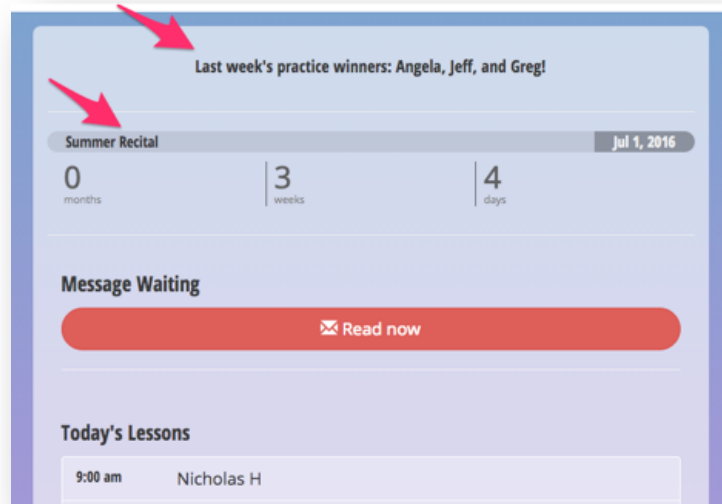 Last week's practice winners: Angela, Jeff, and Greg!
Summer Recital Jul 1, 2016
0 3 4
months weeks days
Message Waiting
Read now
Today's Lessons
9:00 am Nicholas H